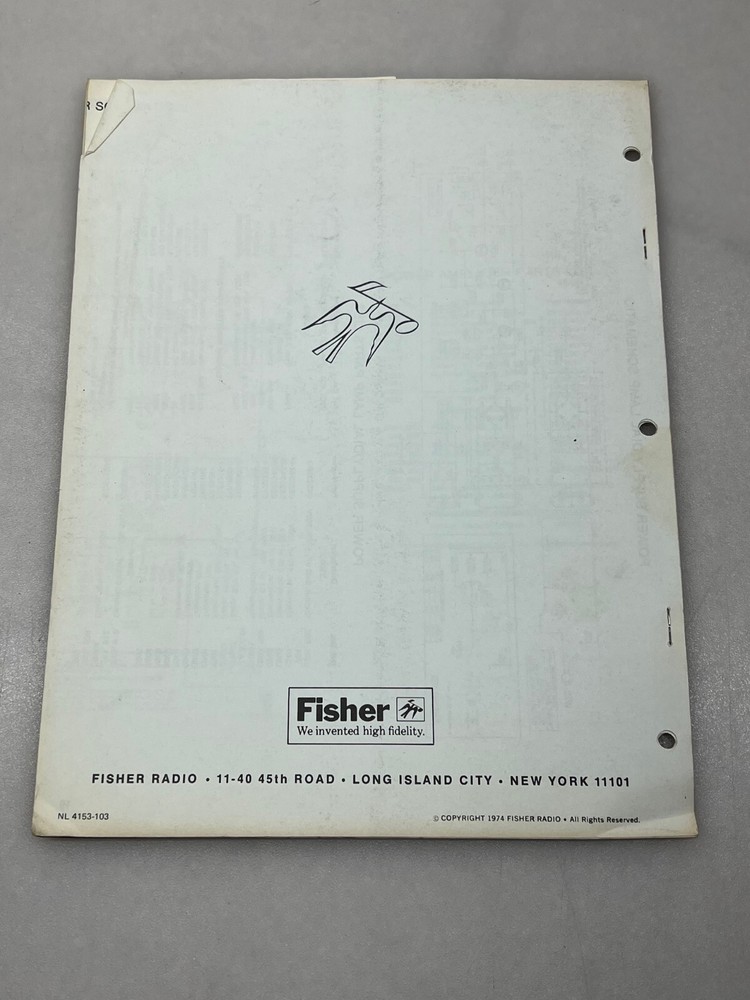 Fisher
We invented high fidelity.
FISHER RADIO • 11-40 45th ROAD • LONG ISLAND CITY • NEW YORK 11101
NL 4153-103
© COPYRIGHT 1974 FISHER RADIO • All Rights Reserved.